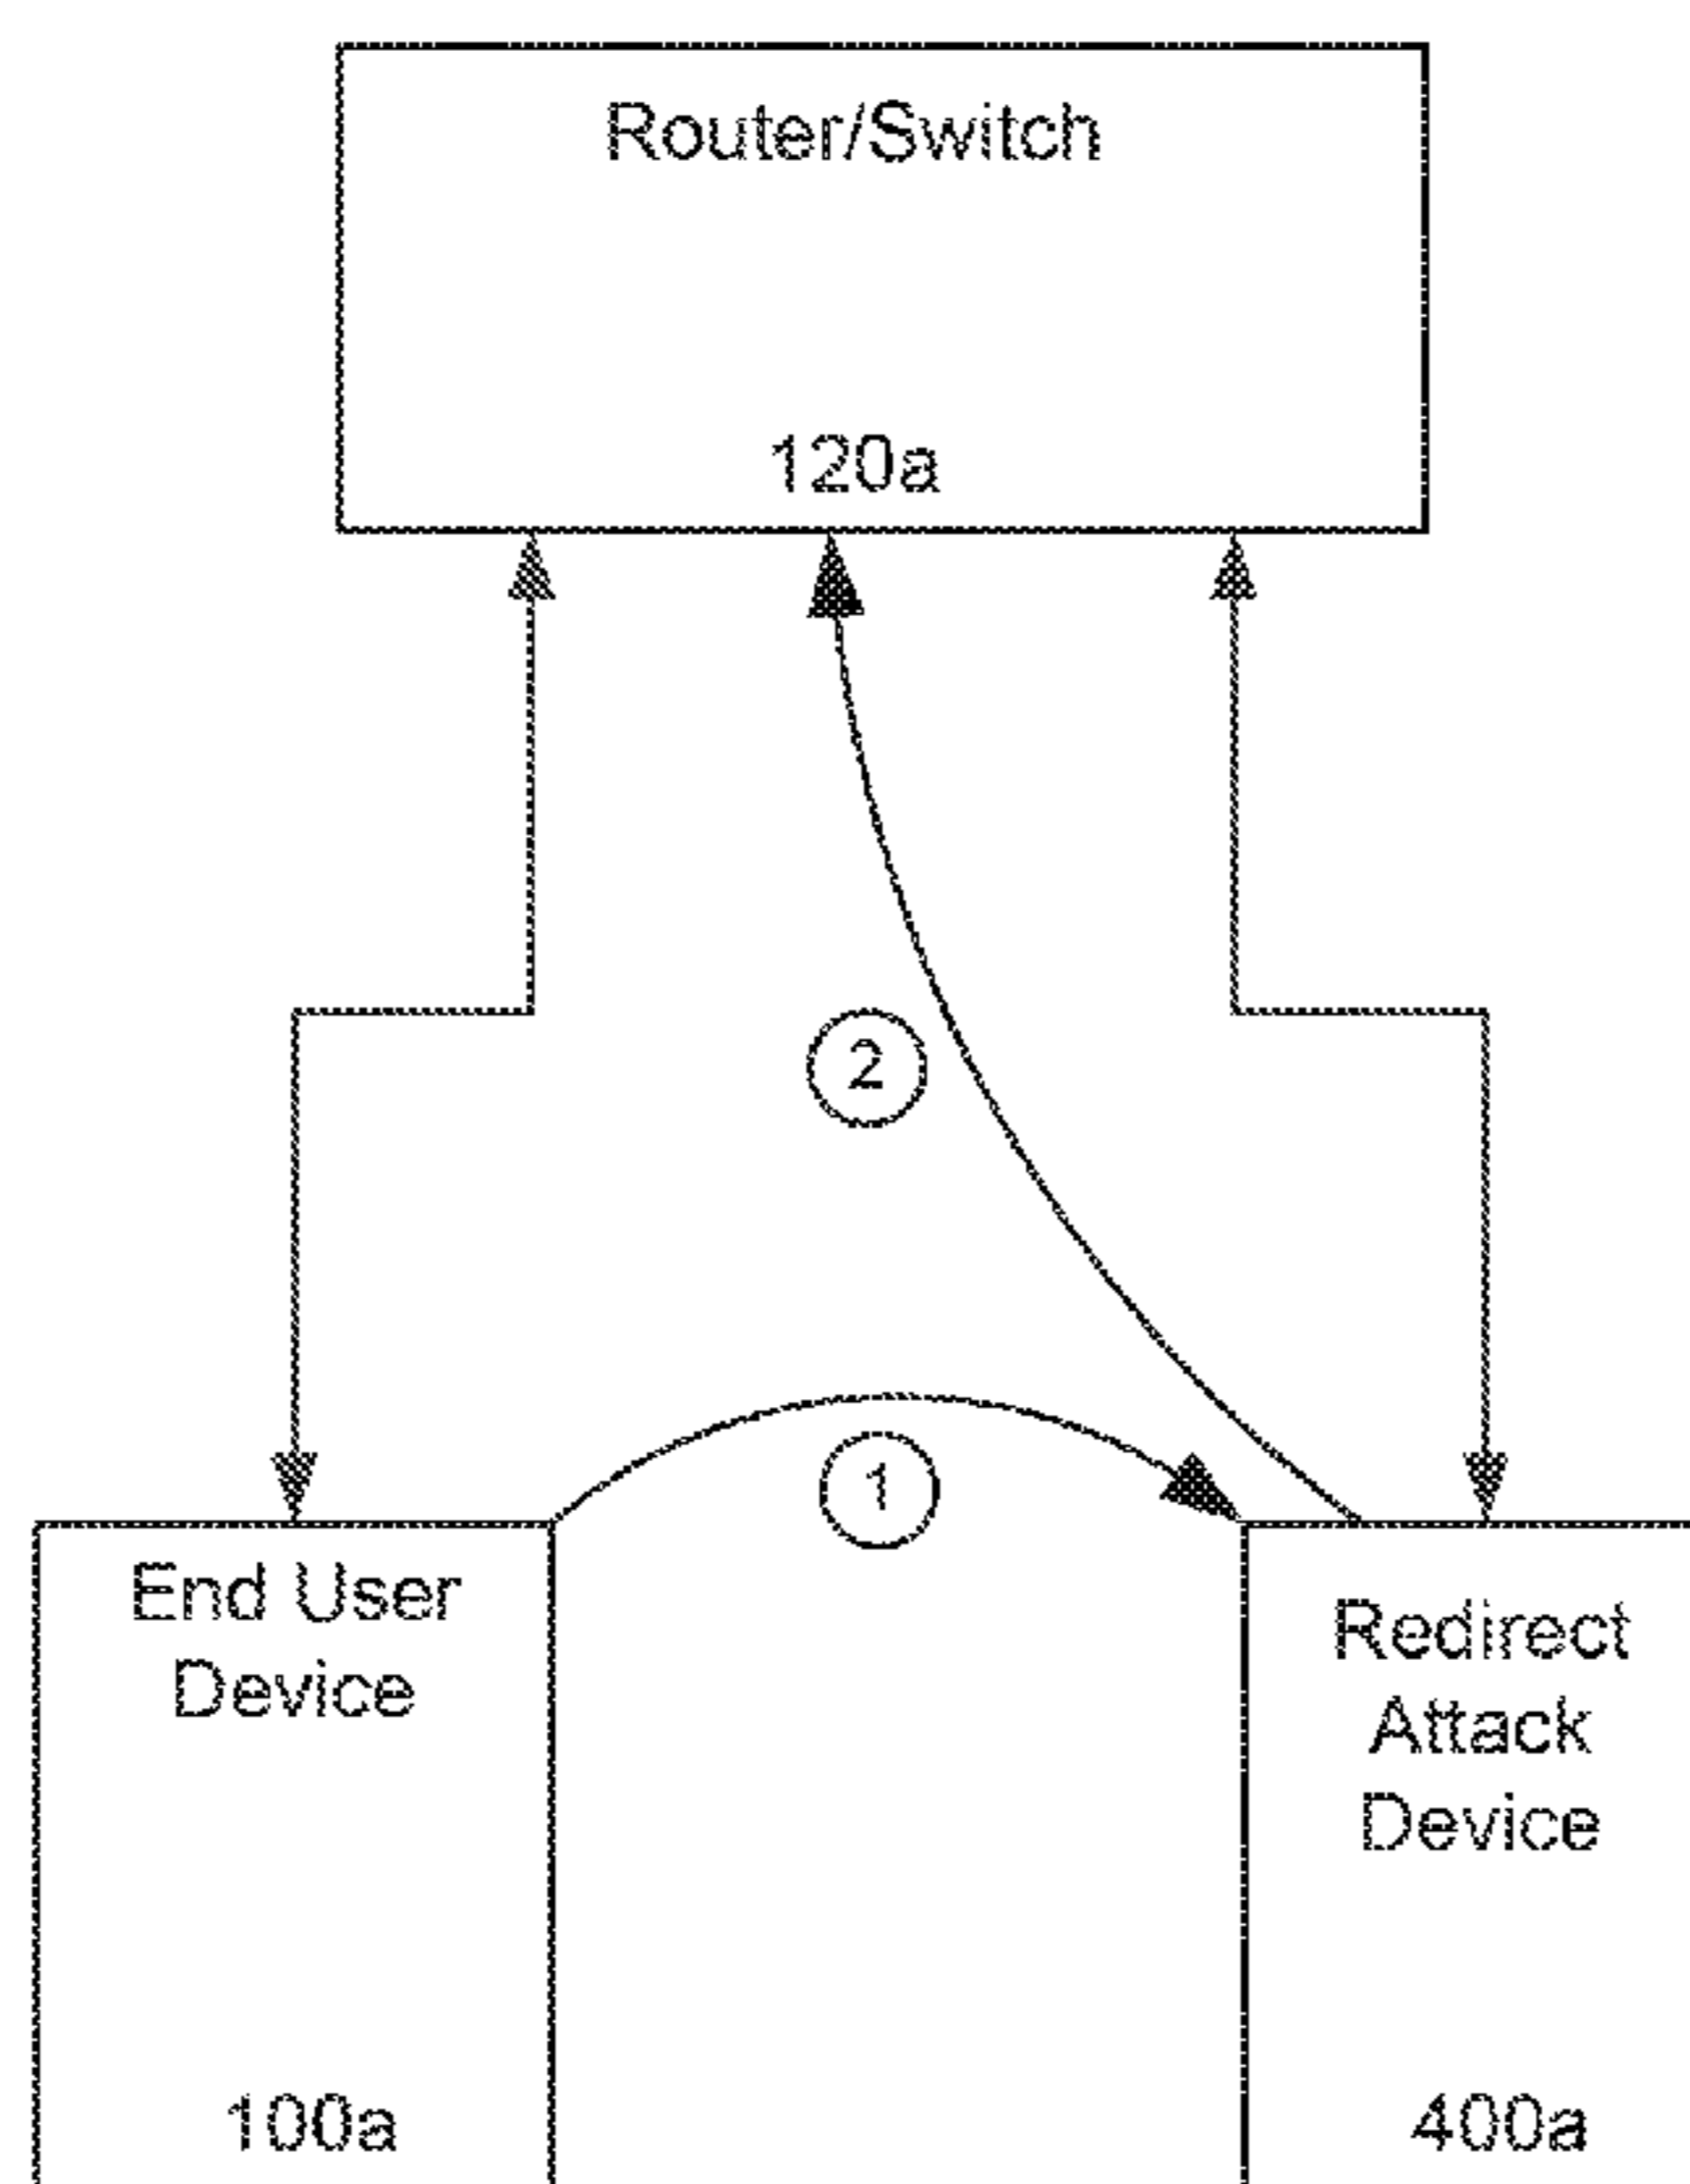 Router/Switch
120a
2
1
End User
Device
100a
Redirect
Attack
Device
400a